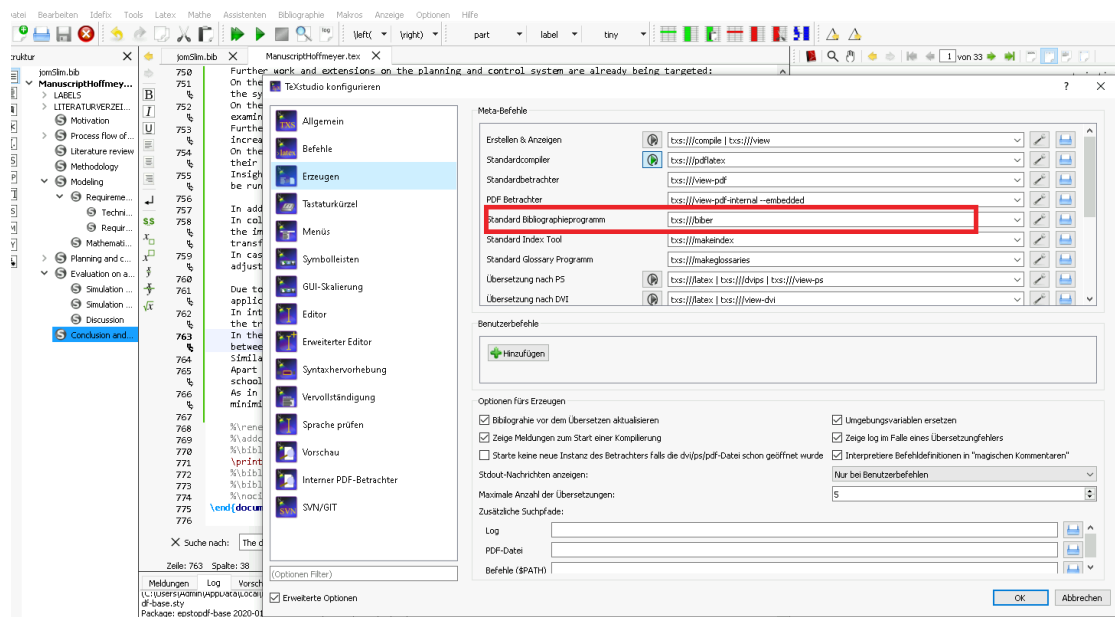 atei Bearbeiten Idefix Tools Latex Mathe Assistenten Bibliographie Makros Anzeige Optionen Hilfe
\left( \right) part label tiny
1 von 33
truktur
jomSlim.bib
ManuscriptHoffmey...
LABELS
LITERATURVERZEI...
Motivation
Process flow of...
Literature review
Methodology
Modeling
Requireme...
Techni...
Requir...
Mathemati...
Planning and c...
Evaluation on a...
Simulation ...
Simulation ...
Discussion
Conclusion and...
jomSlim.bib ManuscriptHoffmeyer.tex
750 Further work and extensions on the planning and control system are already being targeted:
751 On the
the sy
752 On the
examin
753 Furthe
increa
754 On the
their
755 Insigh
be run
756
757 In add
758 In col
the im
transf
759 In cas
adjust
760
761 Due to
applic
762 In int
the tr
763 In the
betwee
764 Simila
765 Apart
school
766 As in
minimi
767
768 %\rene
769 %\addc
770 %\bibl
771 \print
772 %\bibl
773 %\bibl
774 %\noci
775 \end{docum
776
Suche nach: The d
Zeile: 763 Spalte: 38
Meldungen Log Vorsch
(C:\Users\Admin\AppData\Local\
df-base.sty
Package: epstopdf-base 2020-01
TeXstudio konfigurieren
? X
Allgemein
Befehle
Erzeugen
Tastaturkürzel
Menüs
Symbolleisten
GUI-Skalierung
Editor
Erweiterter Editor
Syntaxhervorhebung
Vervollständigung
Sprache prüfen
Vorschau
Interner PDF-Betrachter
SVN/GIT
(Optionen Filter)
Erweiterte Optionen
Meta-Befehle
Erstellen & Anzeigen txs:///compile | txs:///view
Standardcompiler txs:///pdflatex
Standardbetrachter txs:///view-pdf
PDF Betrachter txs:///view-pdf-internal --embedded
Standard Bibliographieprogramm txs:///biber
Standard Index Tool txs:///makeindex
Standard Glossary Programm txs:///makeglossaries
Übersetzung nach PS txs:///latex | txs:///dvips | txs:///view-ps
Übersetzung nach DVI txs:///latex | txs:///view-dvi
Benutzerbefehle
Hinzufügen
Optionen fürs Erzeugen
Bibliograhie vor dem Übersetzen aktualisieren Umgebungsvariablen ersetzen
Zeige Meldungen zum Start einer Kompilierung Zeige log im Falle eines Übersetzungfehlers
Starte keine neue Instanz des Betrachters falls die dvi/ps/pdf-Datei schon geöffnet wurde Interpretiere Befehldefinitionen in "magischen Kommentaren"
Stdout-Nachrichten anzeigen: Nur bei Benutzerbefehlen
Maximale Anzahl der Übersetzungen: 5
Zusätzliche Suchpfade:
Log
PDF-Datei
Befehle ($PATH)
OK Abbrechen